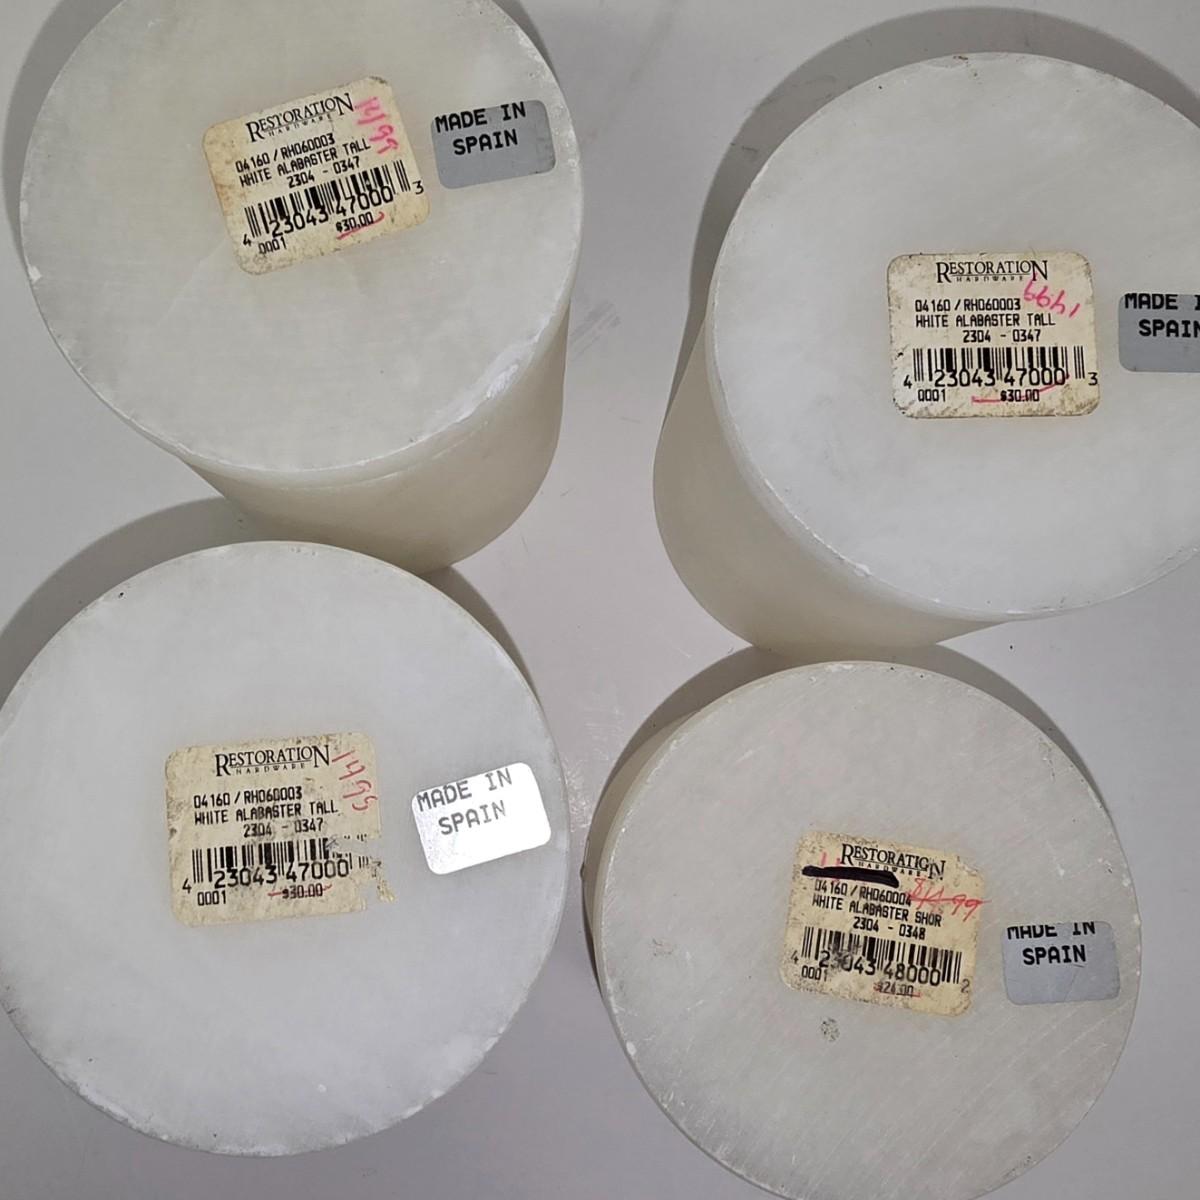 RESTORATION
HARDWARE
14.99
04160 / RH060003
WHITE ALABASTER TALL
2304 - 0347
4 23043 47000 3
0001 $30.00
MADE IN
SPAIN
RESTORATION
HARDWARE
14.99
04160 / RH060003
WHITE ALABASTER TALL
2304 - 0347
4 23043 47000 3
0001 $30.00
MADE I
SPAIN
RESTORATION
HARDWARE
1499
04160 / RH060003
WHITE ALABASTER TALL
2304 - 0347
4 23043 47000
0001 $30.00
MADE IN
SPAIN
RESTORATION
HARDWARE
04160 / RH060004
WHITE ALABASTER SHOR
2304 - 0348
4 23043 48000 2
0001
MADE IN
SPAIN